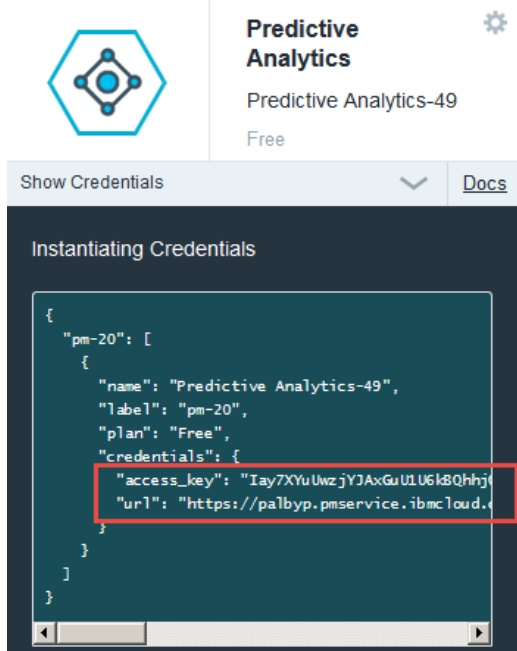 Predictive
Analytics
Predictive Analytics-49
Free
Show Credentials
Docs
Instantiating Credentials
{
"pm-20": [
{
"name": "Predictive Analytics-49",
"label": "pm-20",
"plan": "Free",
"credentials": {
"access_key": "Iay7XYuUwzjYJAxGuU1U6kBQhhj
"url": "https://palbyp.pmservice.ibmcloud.
}
}
]
}